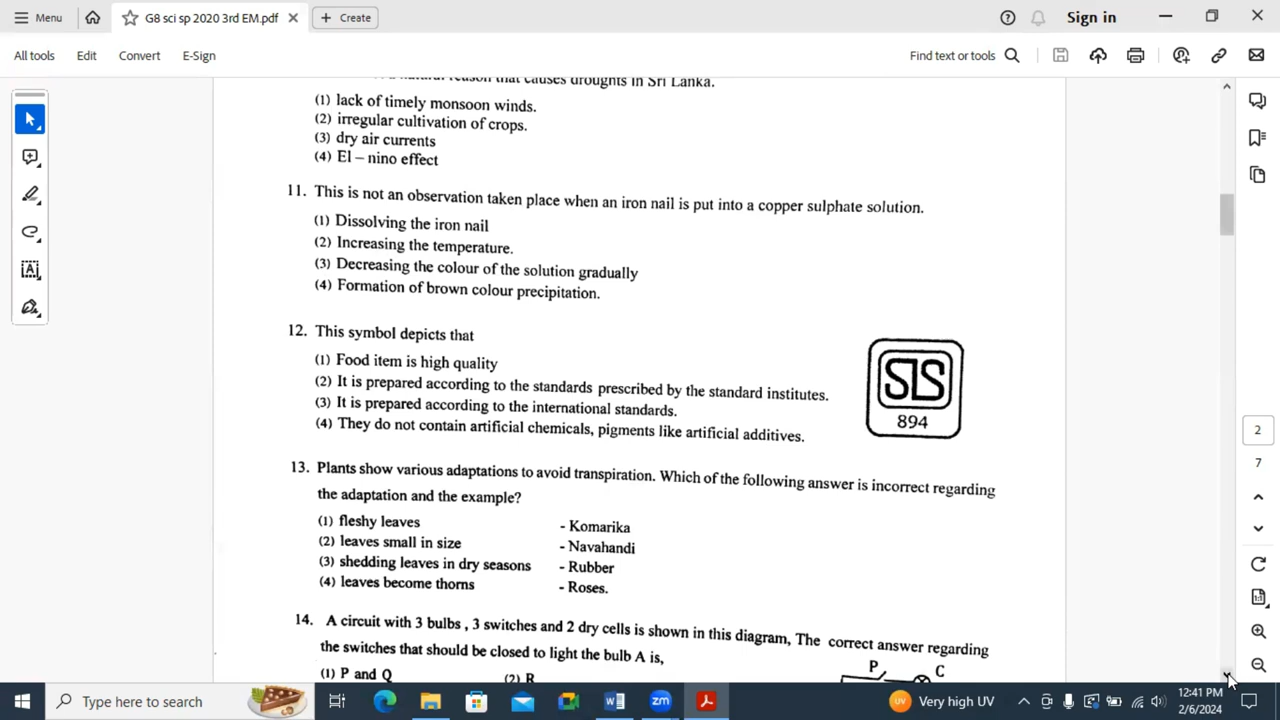 Menu
G8 sci sp 2020 3rd EM.pdf
Create
Sign in
All tools
Edit
Convert
E-Sign
Find text or tools
reason that causes droughts in Sri Lanka.
(1) lack of timely monsoon winds.
(2) irregular cultivation of crops.
(3) dry air currents
(4) El – nino effect
11. This is not an observation taken place when an iron nail is put into a copper sulphate solution.
(1) Dissolving the iron nail
(2) Increasing the temperature.
(3) Decreasing the colour of the solution gradually
(4) Formation of brown colour precipitation.
12. This symbol depicts that
(1) Food item is high quality
(2) It is prepared according to the standards prescribed by the standard institutes.
(3) It is prepared according to the international standards.
(4) They do not contain artificial chemicals, pigments like artificial additives.
SLS
894
13. Plants show various adaptations to avoid transpiration. Which of the following answer is incorrect regarding
the adaptation and the example?
(1) fleshy leaves - Komarika
(2) leaves small in size - Navahandi
(3) shedding leaves in dry seasons - Rubber
(4) leaves become thorns - Roses.
14. A circuit with 3 bulbs , 3 switches and 2 dry cells is shown in this diagram, The correct answer regarding
the switches that should be closed to light the bulb A is,
(1) P and Q (2) R
P C
2
7
Type here to search
Very high UV
12:41 PM
2/6/2024